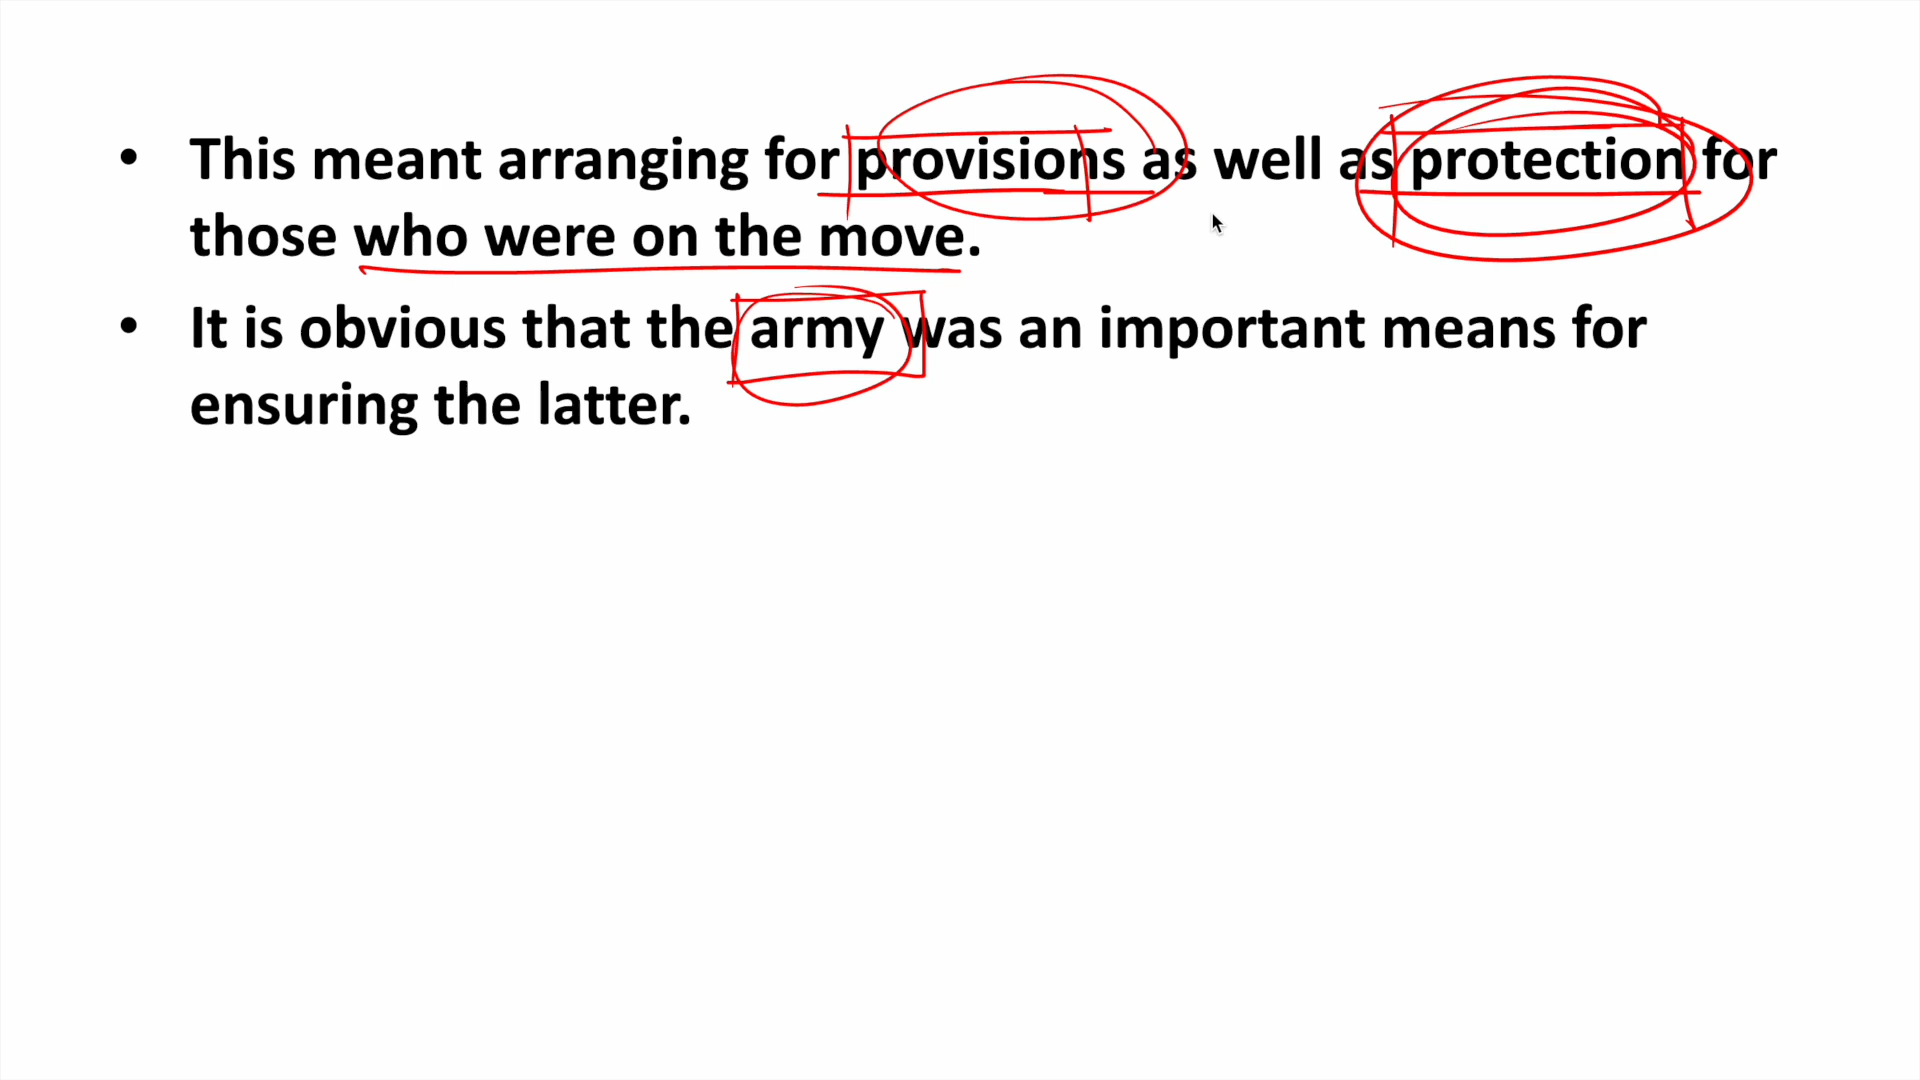 • This meant arranging for provisions as well as protection for
those who were on the move.
• It is obvious that the army was an important means for
ensuring the latter.